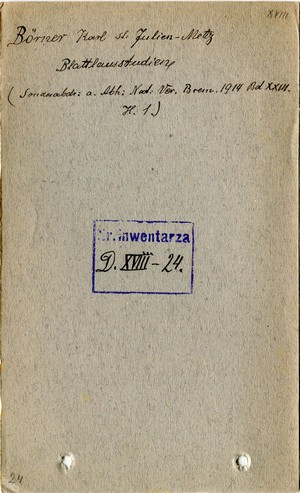 XVIII
Börner Karl st. Julien-Metz
Blattlausstudien
(Sonderabdr: a. Abh: Nat. Ver. Brem. 1914 Bd XXIII.
H. 1.)
Nr. inwentarza
D. XVIII - 24.
24